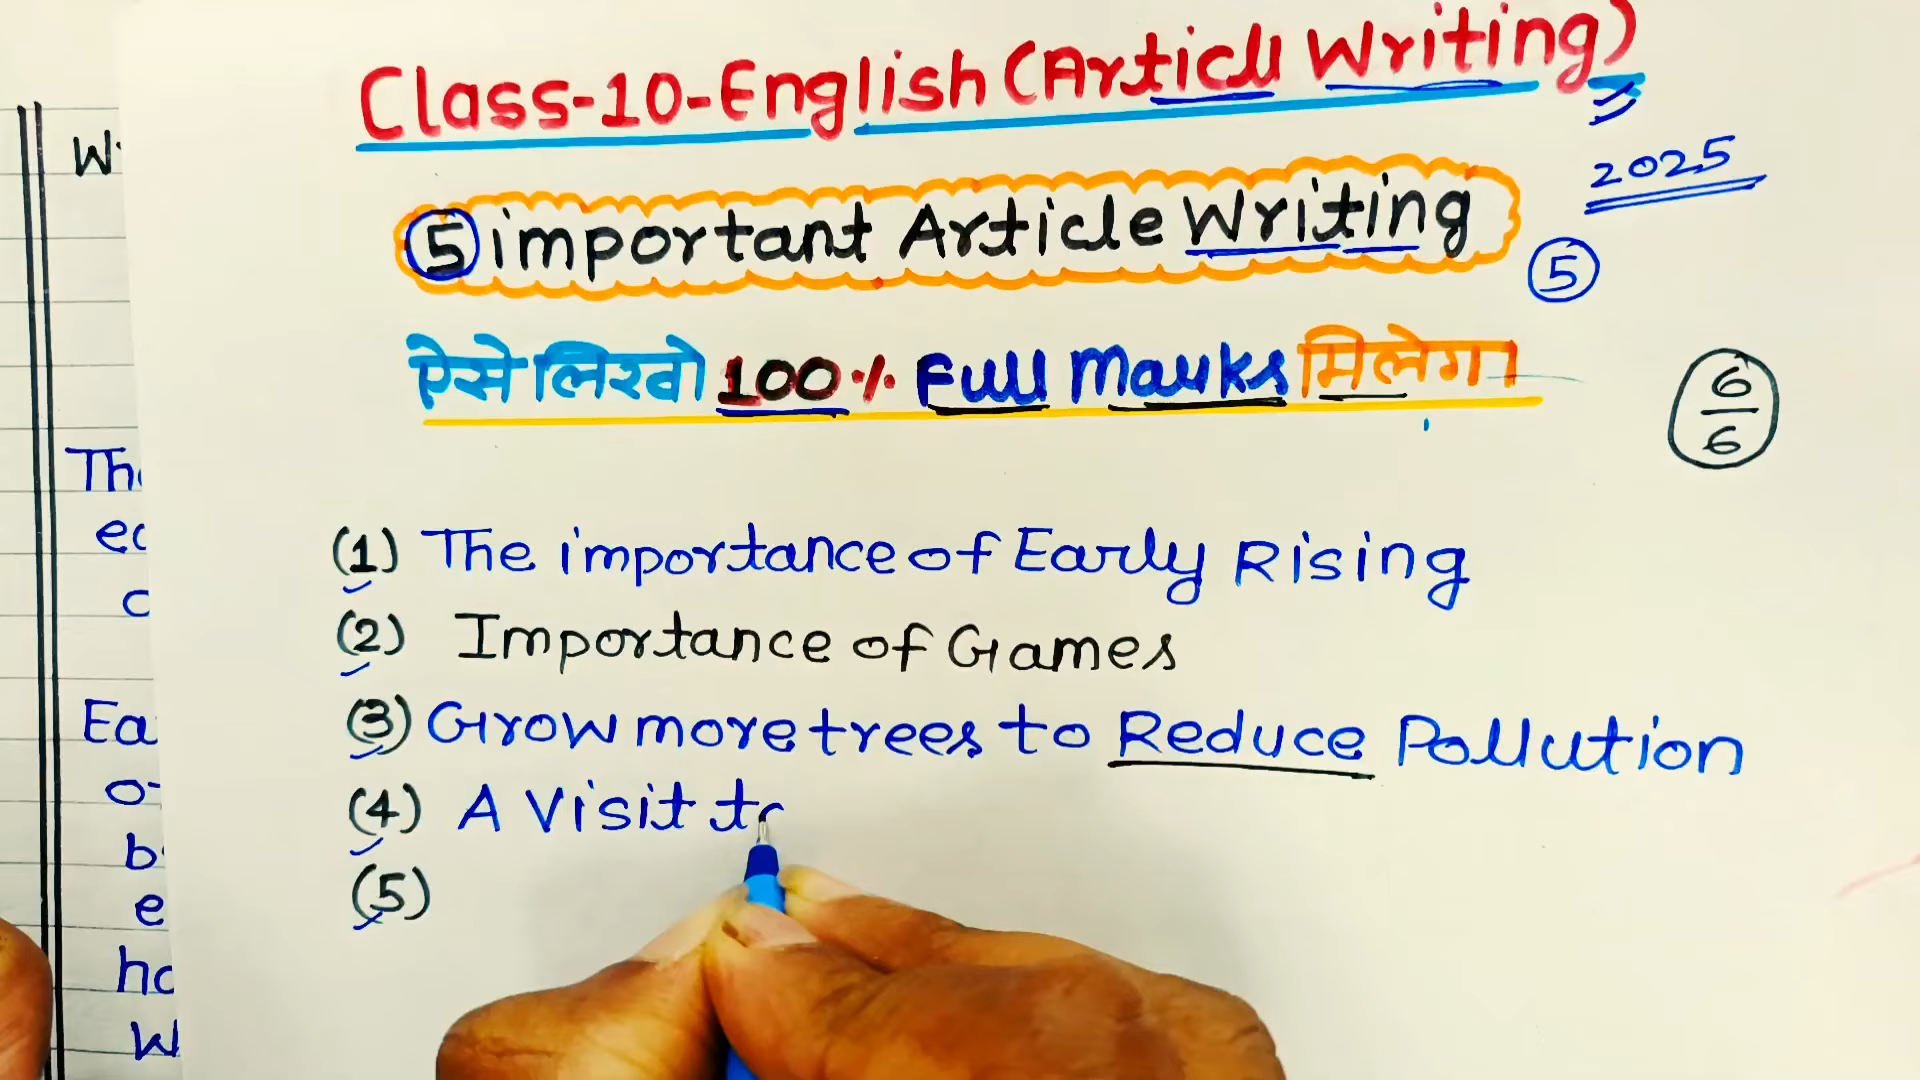 Class-10-English (Article Writing)
2025
5 important Article Writing
5
ऐसे लिखो 100% Full Marks मिलेगा
6/6
(1) The importance of Early Rising
(2) Importance of Games
(3) Grow more trees to Reduce Pollution
(4) A Visit to
(5)